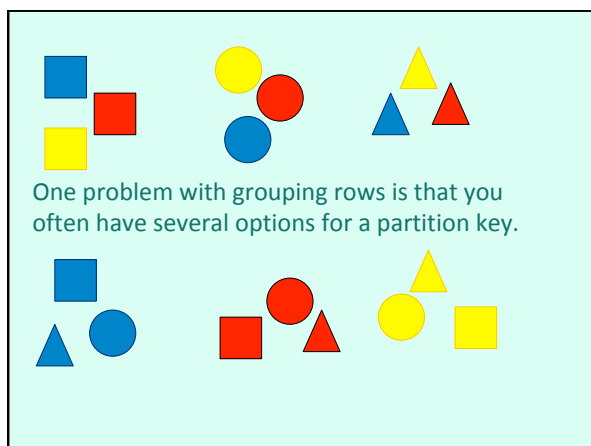 One problem with grouping rows is that you
often have several options for a partition key.